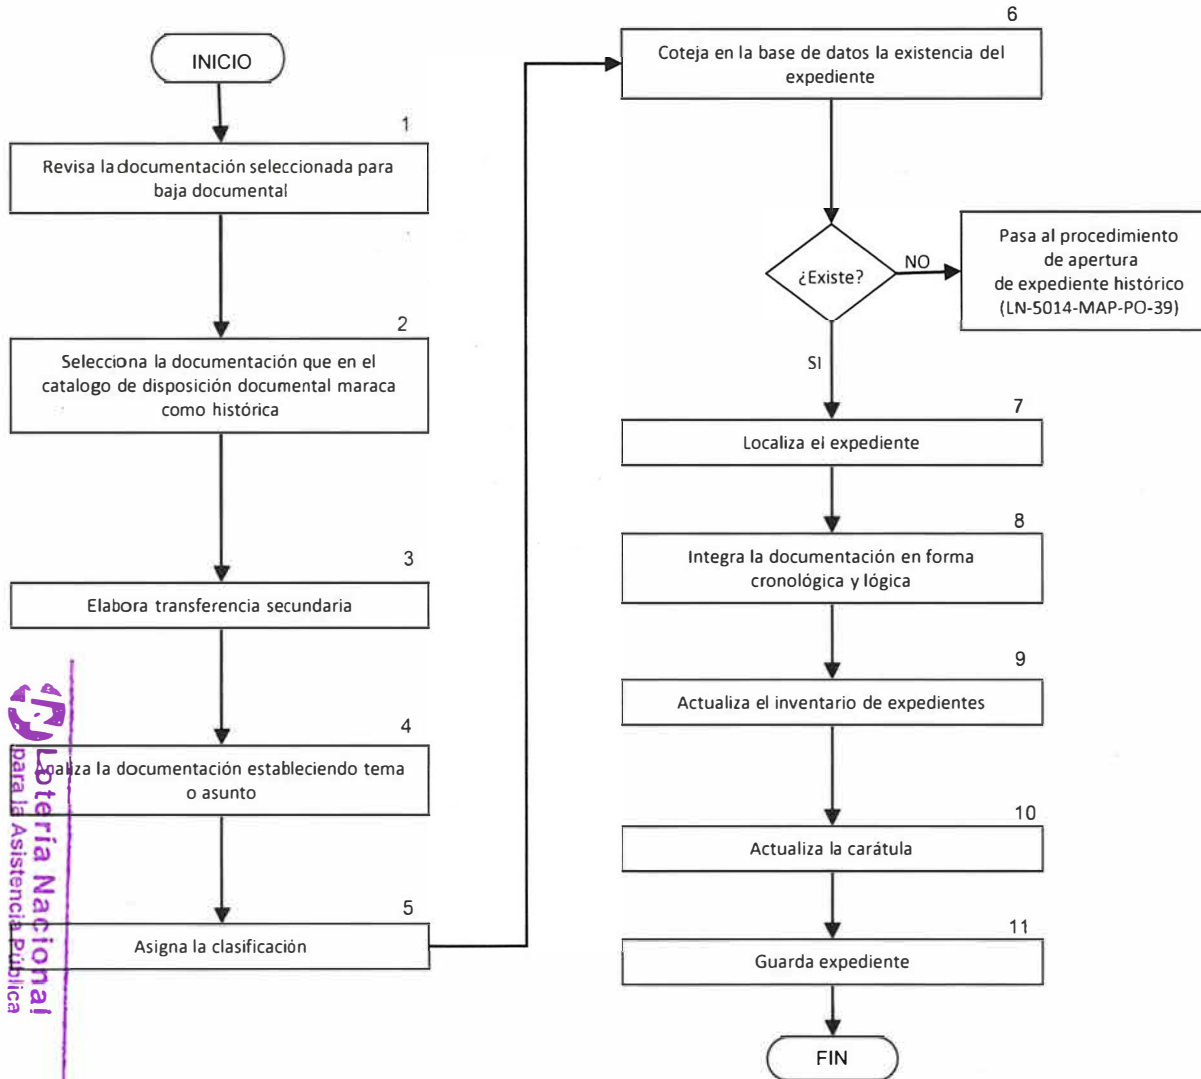 INICIO
1
Revisa la documentación seleccionada para
baja documental
2
Selecciona la documentación que en el
catalogo de disposición documental maraca
como histórica
3
Elabora transferencia secundaria
4
Analiza la documentación estableciendo tema
o asunto
5
Asigna la clasificación
6
Coteja en la base de datos la existencia del
expediente
¿Existe?
NO
Pasa al procedimiento
de apertura
de expediente histórico
(LN-5014-MAP-PO-39)
SI
7
Localiza el expediente
8
Integra la documentación en forma
cronológica y lógica
9
Actualiza el inventario de expedientes
10
Actualiza la carátula
11
Guarda expediente
FIN
Lotería Nacional
para la Asistencia Pública